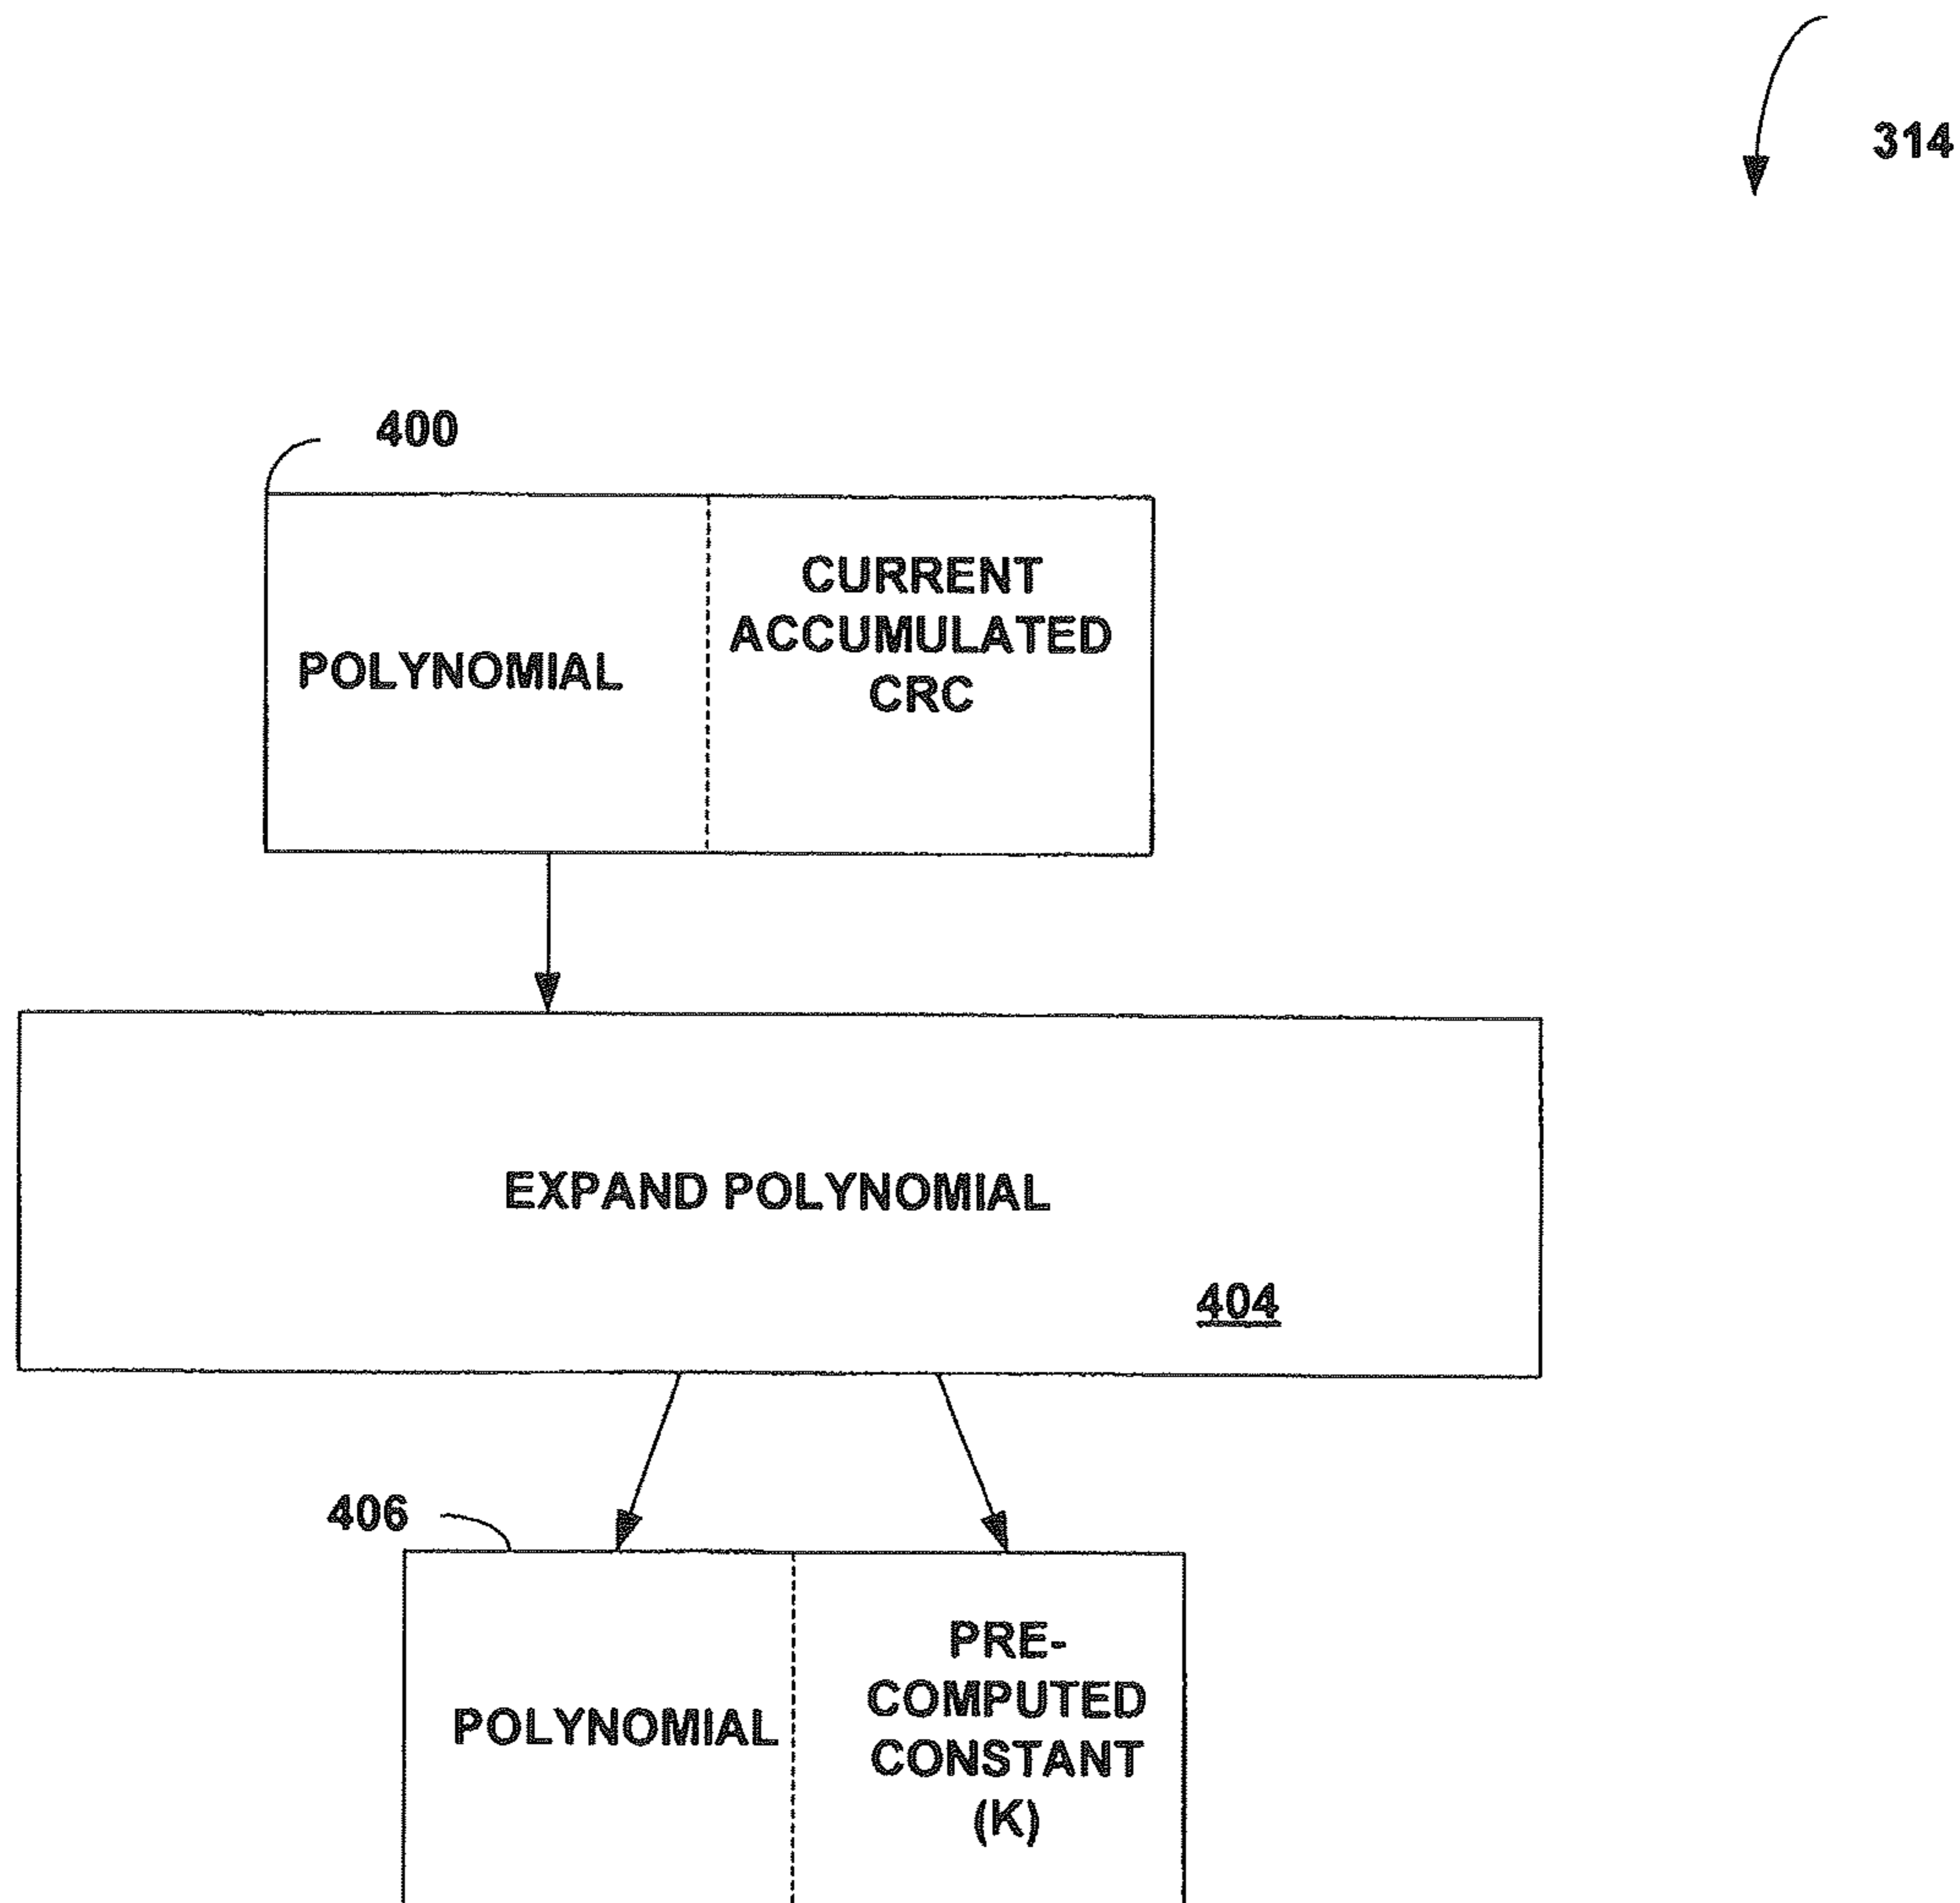 314
400
POLYNOMIAL
CURRENT
ACCUMULATED
CRC
EXPAND POLYNOMIAL
404
406
POLYNOMIAL
PRE-
COMPUTED
CONSTANT
(K)